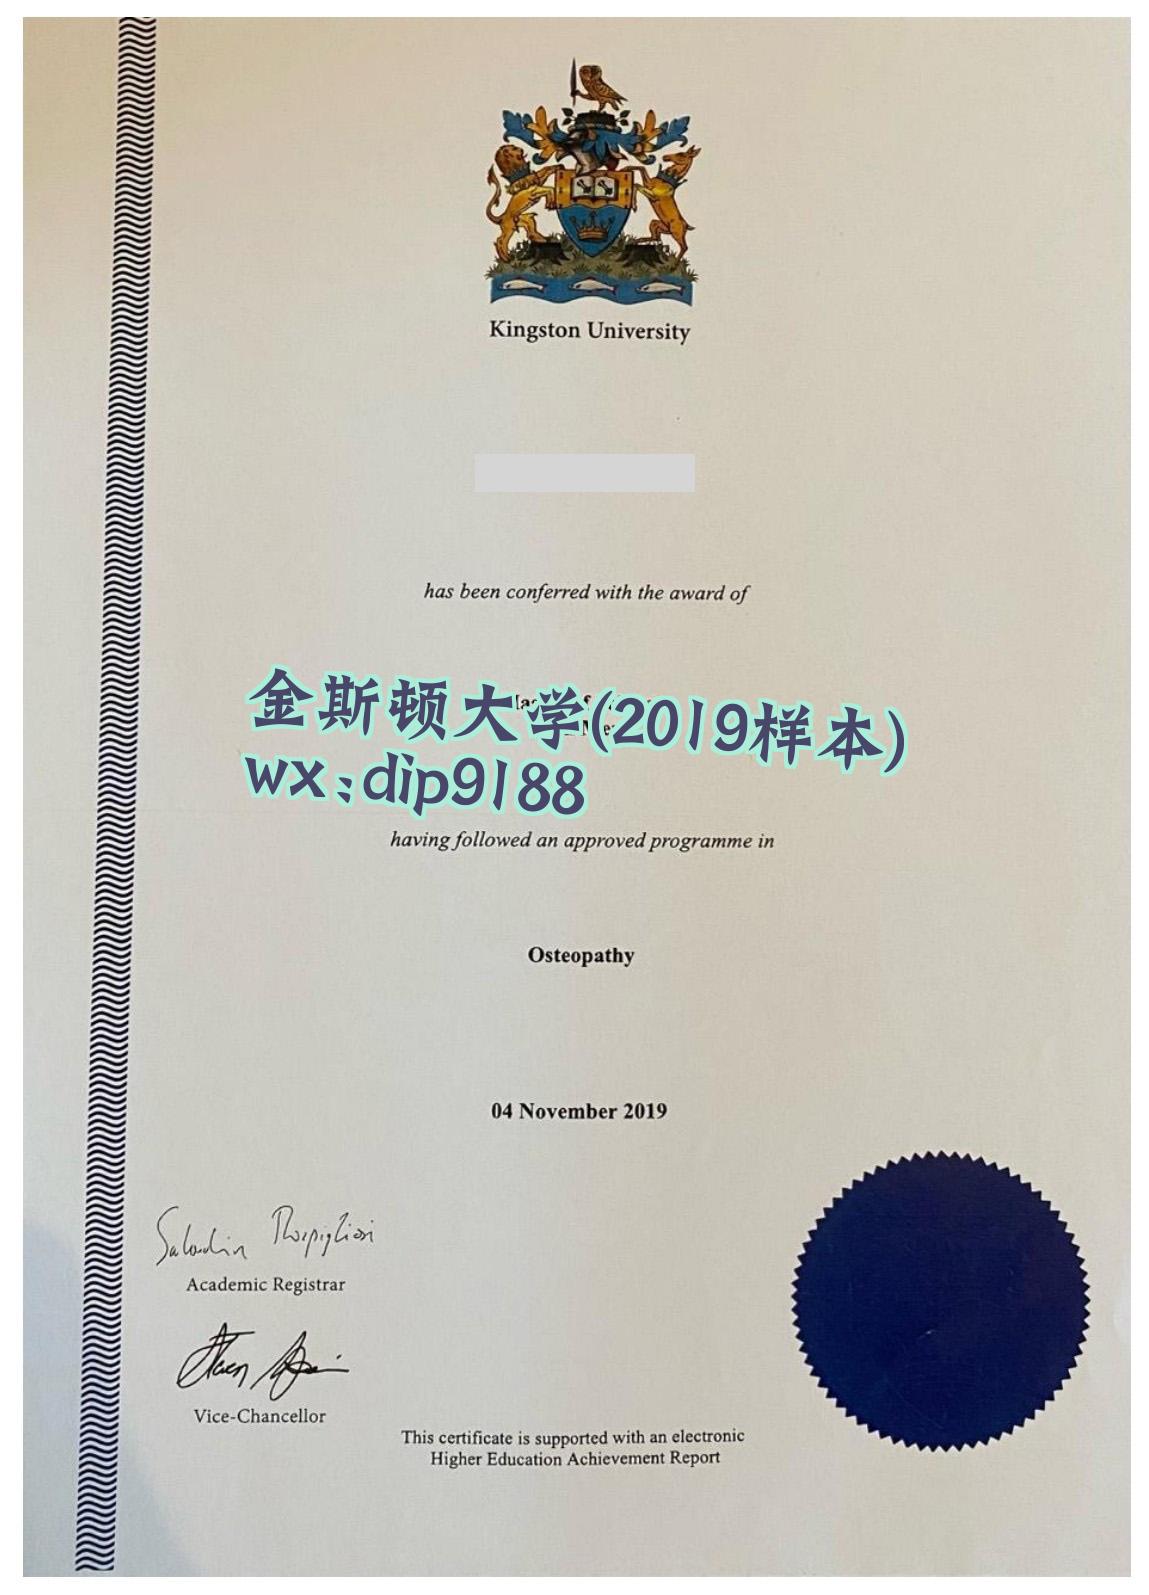 Kingston University
has been conferred with the award of
金斯顿大学(2019样本)
wx:dip9188
having followed an approved programme in
Osteopathy
04 November 2019
Academic Registrar
Vice-Chancellor
This certificate is supported with an electronic
Higher Education Achievement Report